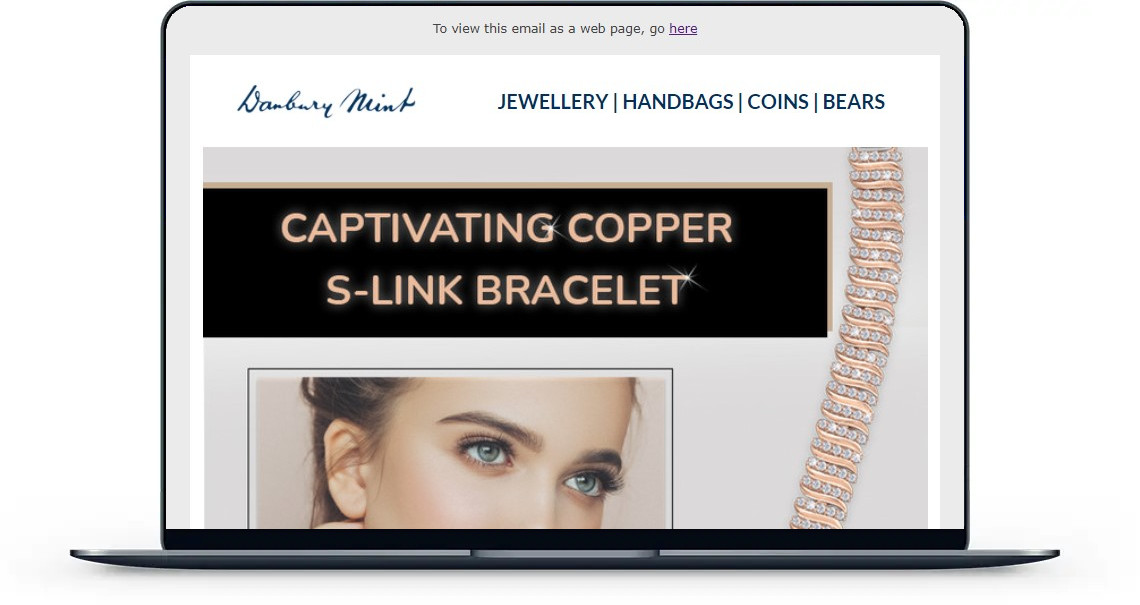 To view this email as a web page, go here
Danbury Mint
JEWELLERY | HANDBAGS | COINS | BEARS
CAPTIVATING COPPER
S-LINK BRACELET